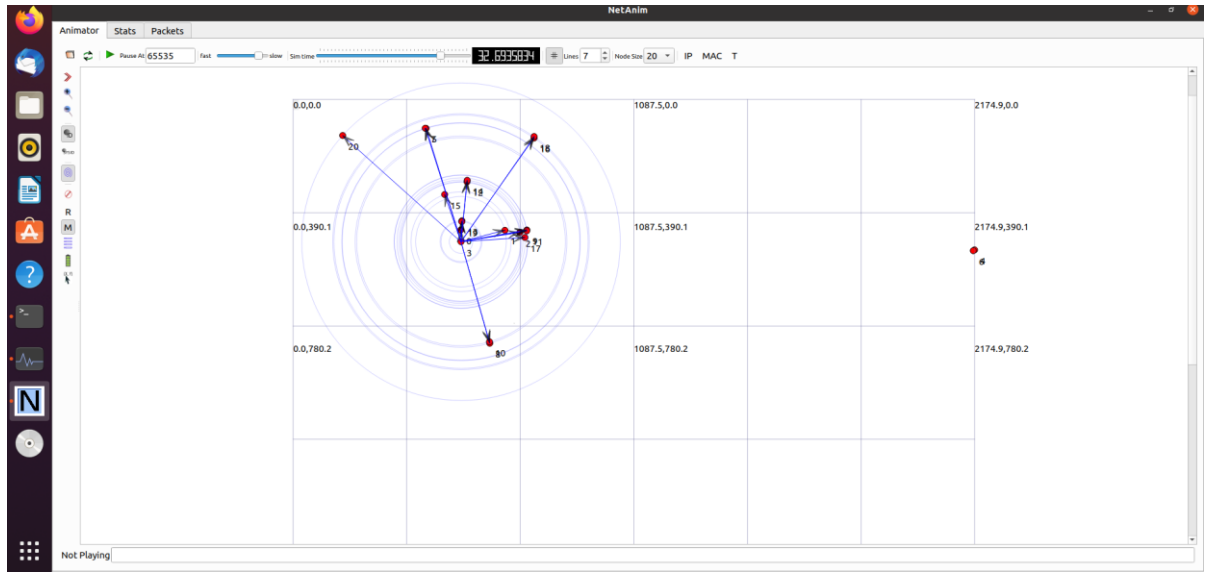 NetAnim
Animator Stats Packets
Pause At 65535 fast slow Sim time 32.6935834 Lines 7 Node Size 20 IP MAC T
R
M
0.0,0.0 1087.5,0.0 2174.9,0.0
20
18
15
0.0,390.1 1087.5,390.1 2174.9,390.1
0 1
17
3
0.0,780.2 1087.5,780.2 2174.9,780.2
N
Not Playing